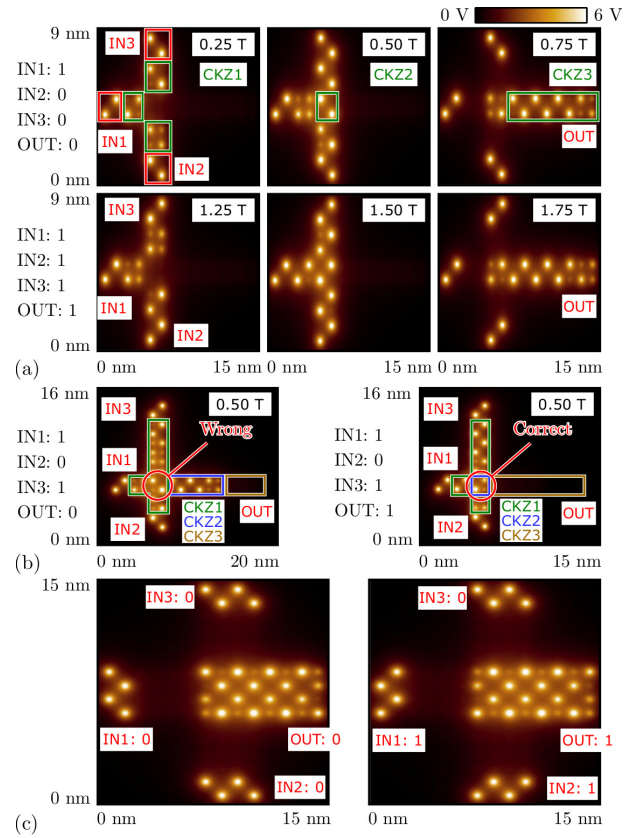 0 V 6 V
9 nm
IN3 0.25 T 0.50 T 0.75 T
IN1: 1
IN2: 0
IN3: 0
OUT: 0
CKZ1 CKZ2 CKZ3
IN1 OUT
IN2
0 nm
9 nm
IN3 1.25 T 1.50 T 1.75 T
IN1: 1
IN2: 1
IN3: 1
OUT: 1
IN1 IN2 OUT
0 nm
(a) 0 nm 15 nm 0 nm 15 nm
16 nm 16 nm
IN3 0.50 T IN3 0.50 T
Wrong Correct
IN1: 1
IN2: 0
IN3: 1
OUT: 0
IN1
IN2
CKZ1
CKZ2
CKZ3
OUT
IN1: 1
IN2: 0
IN3: 1
OUT: 1
IN1
IN2
CKZ1
CKZ2
CKZ3
OUT
0 nm 0 nm
(b) 0 nm 20 nm 0 nm 15 nm
15 nm
IN3: 0 IN3: 0
IN1: 0 OUT: 0 IN1: 1 OUT: 1
IN2: 0 IN2: 1
0 nm
(c) 0 nm 15 nm 0 nm 15 nm